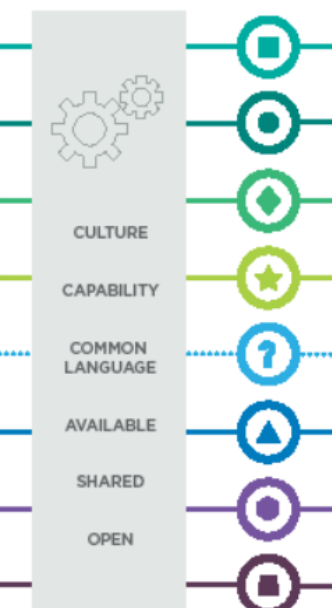 CULTURE
CAPABILITY
COMMON
LANGUAGE
AVAILABLE
SHARED
OPEN
?